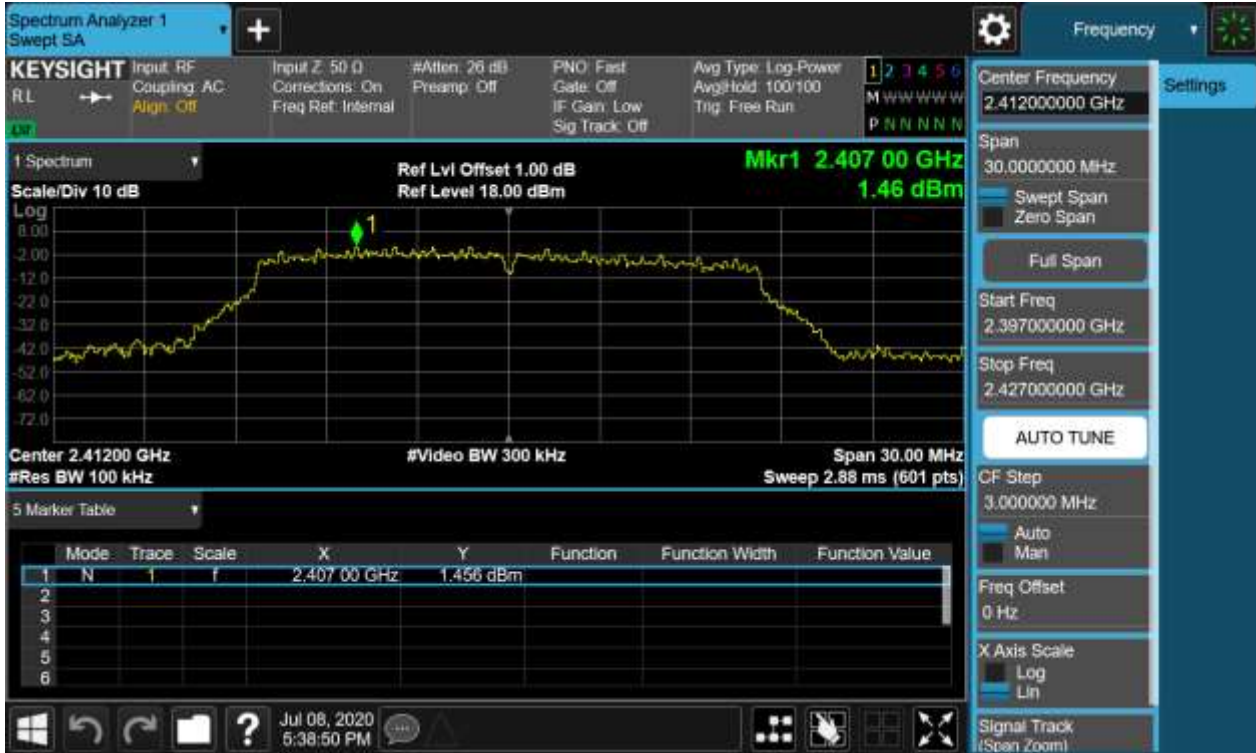 Spectrum Analyzer 1
Swept SA
+
Frequency
KEYSIGHT
RL
Input: RF
Coupling: AC
Align: Off
Input Z: 50 Ω
Corrections: On
Freq Ref: Internal
#Atten: 26 dB
Preamp: Off
PNO: Fast
Gate: Off
IF Gain: Low
Sig Track: Off
Avg Type: Log-Power
Avg|Hold: 100/100
Trig: Free Run
1 2 3 4 5 6
M W W W W W
P N N N N N
Center Frequency
2.412000000 GHz
Settings
Span
30.0000000 MHz
Swept Span
Zero Span
Full Span
Start Freq
2.397000000 GHz
Stop Freq
2.427000000 GHz
AUTO TUNE
CF Step
3.000000 MHz
Auto
Man
Freq Offset
0 Hz
X Axis Scale
Log
Lin
Signal Track
(Span Zoom)
1 Spectrum
Scale/Div 10 dB
Ref Lvl Offset 1.00 dB
Ref Level 18.00 dBm
Mkr1 2.407 00 GHz
1.46 dBm
Log
1
8.00
-2.00
-12.0
-22.0
-32.0
-42.0
-52.0
-62.0
-72.0
Center 2.41200 GHz
#Video BW 300 kHz
Span 30.00 MHz
#Res BW 100 kHz
Sweep 2.88 ms (601 pts)
5 Marker Table
Mode Trace Scale X Y Function Function Width Function Value
1 N 1 f 2.407 00 GHz 1.456 dBm
2
3
4
5
6
?
Jul 08, 2020
5:38:50 PM